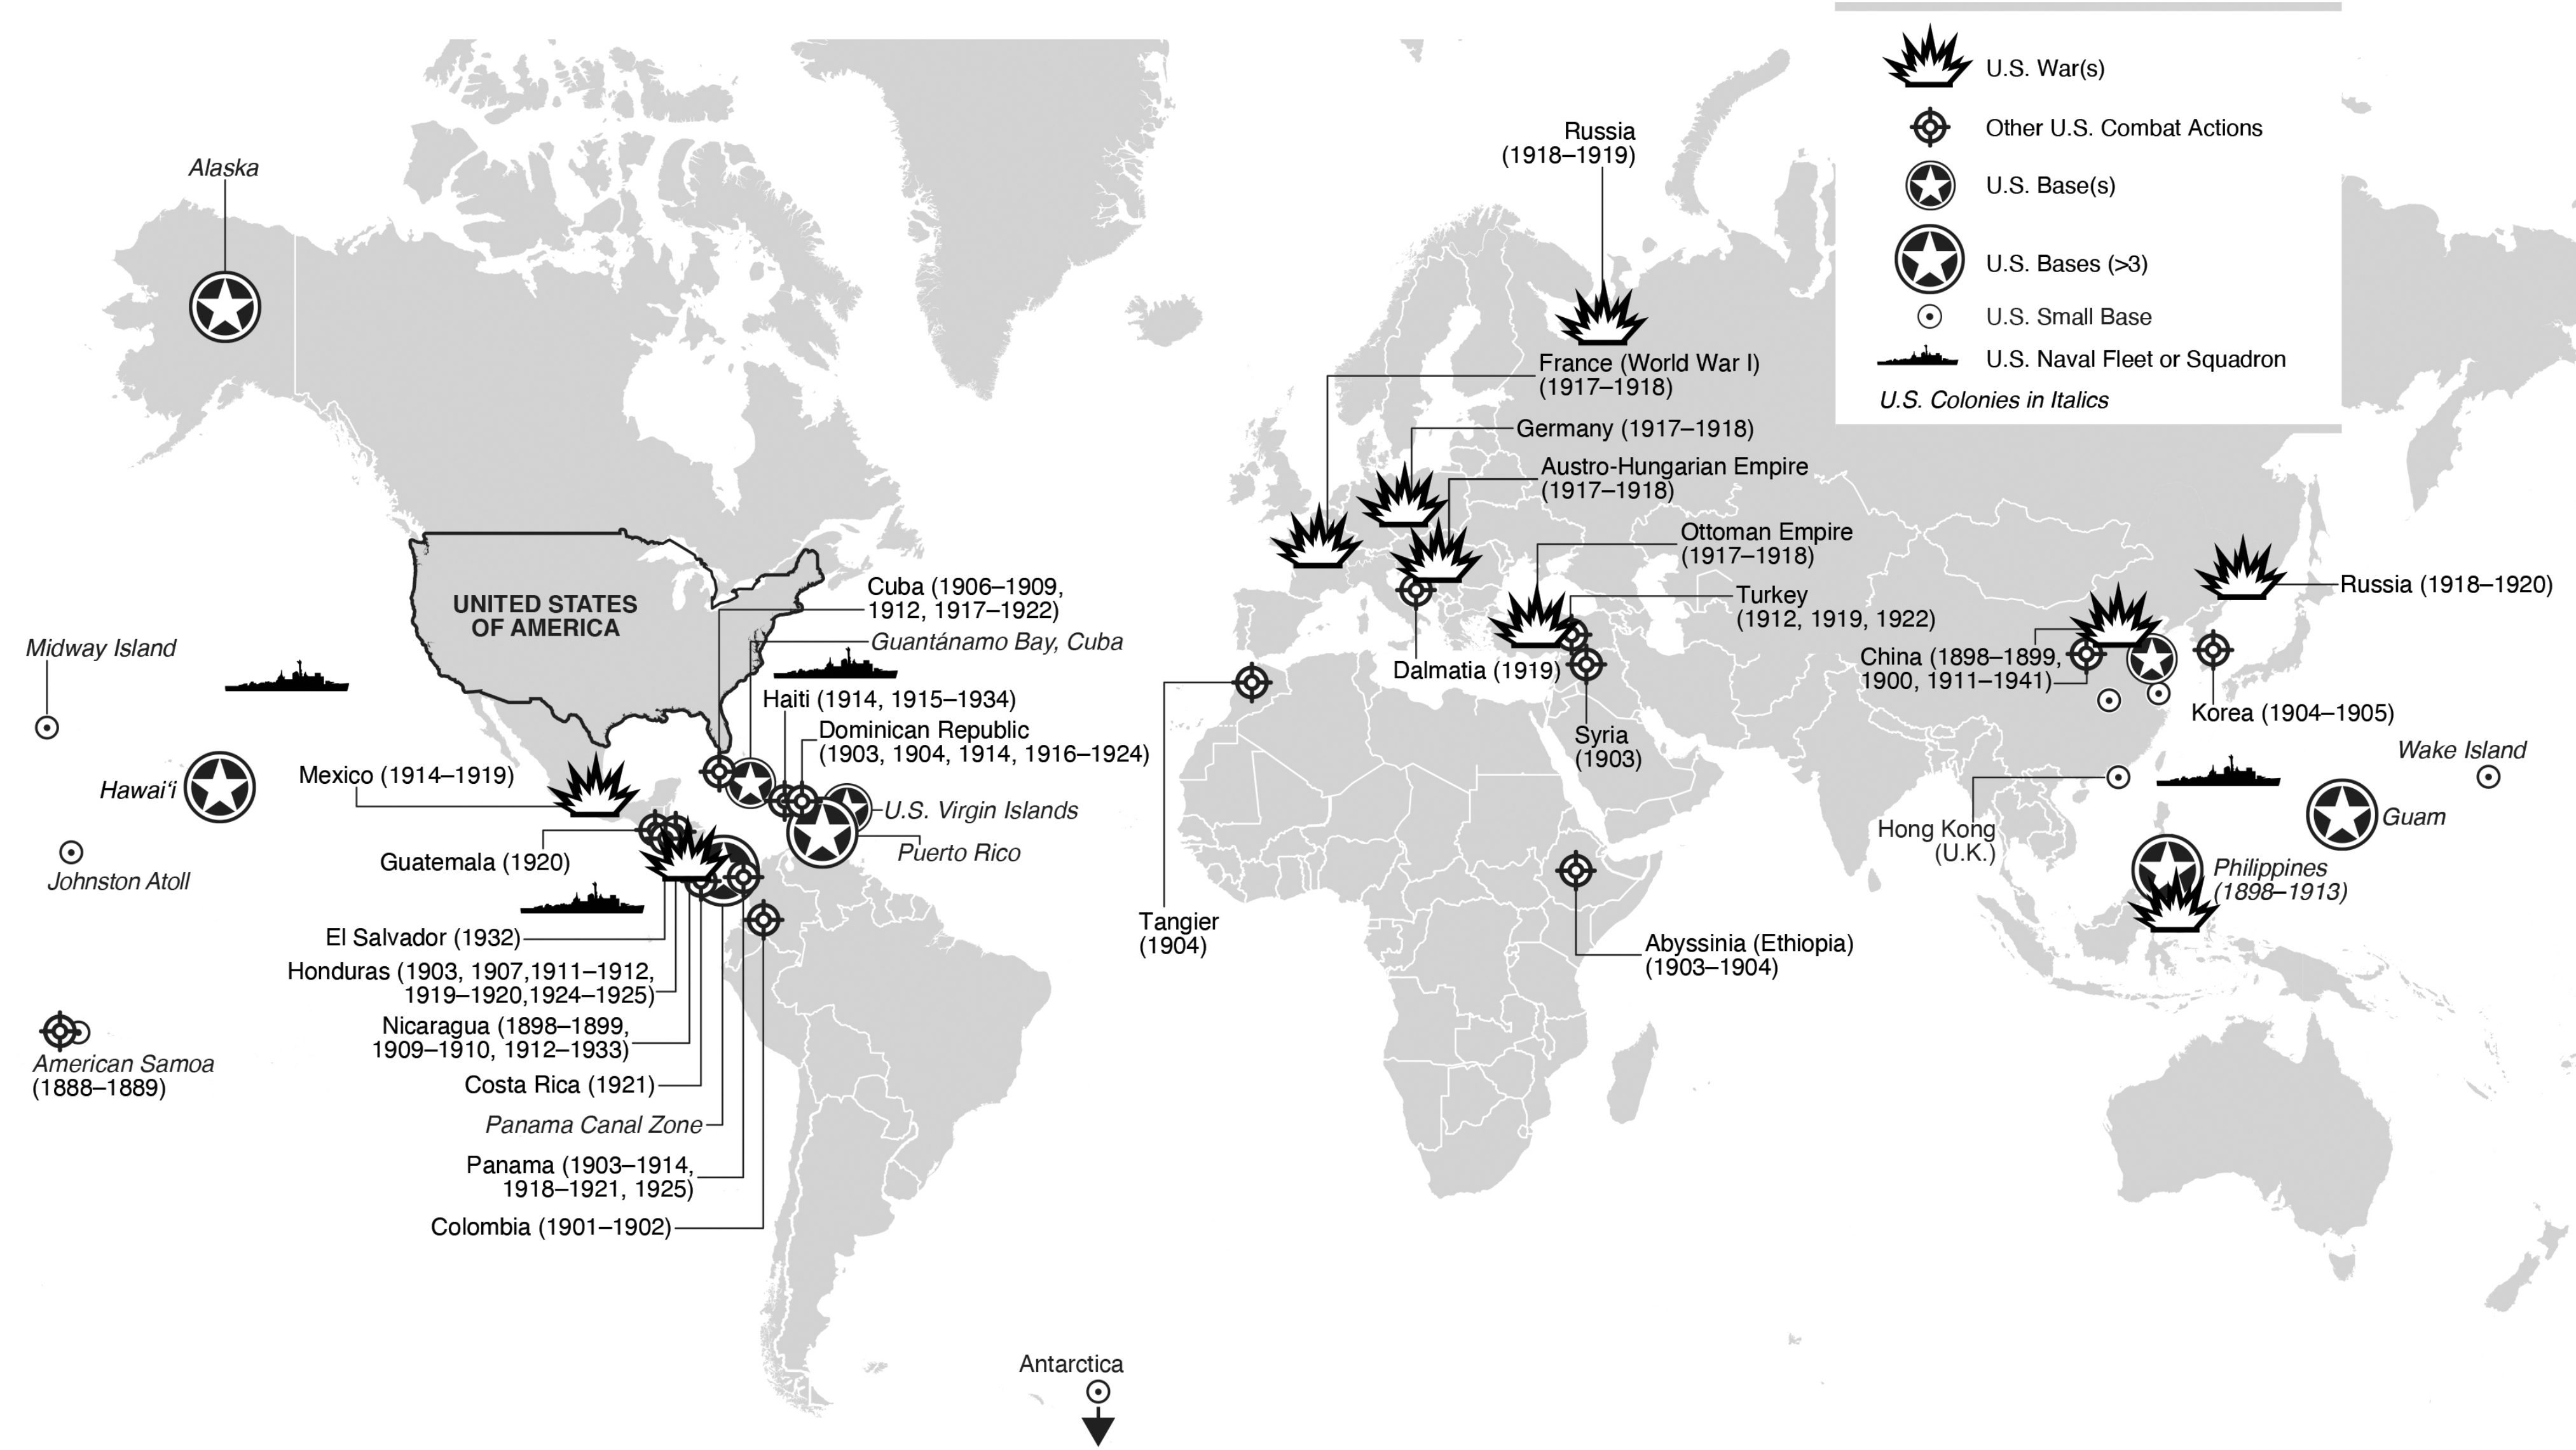 U.S. War(s)
Other U.S. Combat Actions
U.S. Base(s)
U.S. Bases (>3)
U.S. Small Base
U.S. Naval Fleet or Squadron
U.S. Colonies in Italics
Alaska
Russia
(1918–1919)
France (World War I)
(1917–1918)
Germany (1917–1918)
Austro-Hungarian Empire
(1917–1918)
Ottoman Empire
(1917–1918)
Turkey
(1912, 1919, 1922)
Russia (1918–1920)
UNITED STATES
OF AMERICA
Cuba (1906–1909,
1912, 1917–1922)
Guantánamo Bay, Cuba
Midway Island
Haiti (1914, 1915–1934)
Dominican Republic
(1903, 1904, 1914, 1916–1924)
Dalmatia (1919)
China (1898–1899,
1900, 1911–1941)
Korea (1904–1905)
Syria
(1903)
Wake Island
Mexico (1914–1919)
Hawaiʻi
U.S. Virgin Islands
Puerto Rico
Guam
Hong Kong
(U.K.)
Guatemala (1920)
Johnston Atoll
Philippines
(1898–1913)
Tangier
(1904)
El Salvador (1932)
Abyssinia (Ethiopia)
(1903–1904)
Honduras (1903, 1907,1911–1912,
1919–1920,1924–1925)
Nicaragua (1898–1899,
1909–1910, 1912–1933)
American Samoa
(1888–1889)
Costa Rica (1921)
Panama Canal Zone
Panama (1903–1914,
1918–1921, 1925)
Colombia (1901–1902)
Antarctica